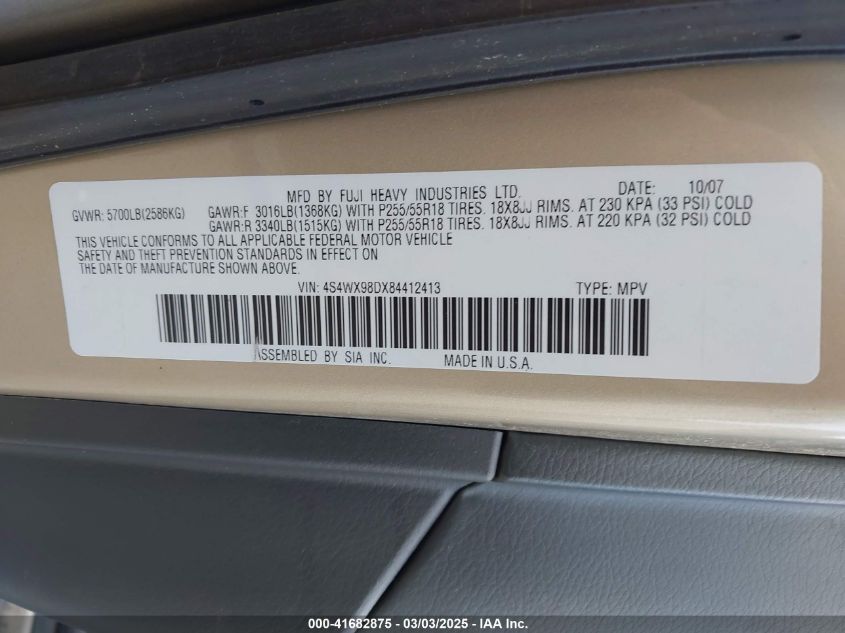 MFD BY FUJI HEAVY INDUSTRIES LTD. DATE: 10/07
GVWR: 5700LB(2586KG) GAWR:F 3016LB(1368KG) WITH P255/55R18 TIRES. 18X8JJ RIMS. AT 230 KPA (33 PSI) COLD
GAWR:R 3340LB(1515KG) WITH P255/55R18 TIRES. 18X8JJ RIMS. AT 220 KPA (32 PSI) COLD
THIS VEHICLE CONFORMS TO ALL APPLICABLE FEDERAL MOTOR VEHICLE
SAFETY AND THEFT PREVENTION STANDARDS IN EFFECT ON
THE DATE OF MANUFACTURE SHOWN ABOVE.
VIN: 4S4WX98DX84412413 TYPE: MPV
ASSEMBLED BY SIA INC. MADE IN U.S.A.
000-41682875 - 03/03/2025 - IAA Inc.